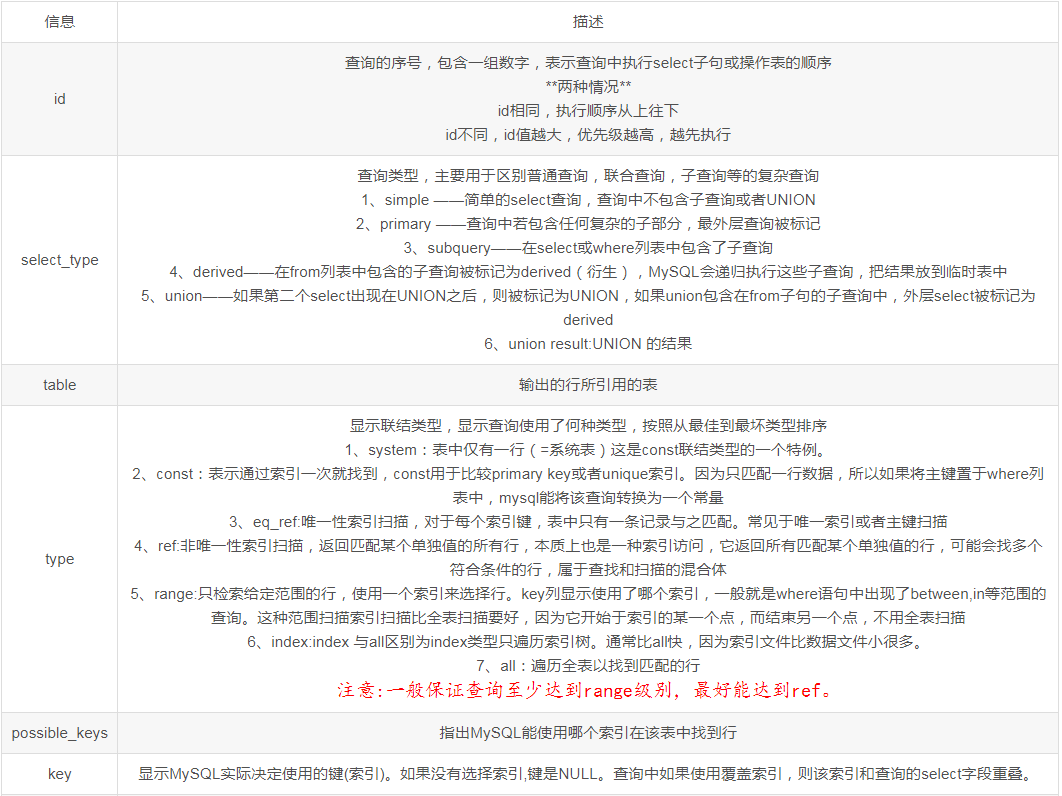 信息 描述
id
查询的序号，包含一组数字，表示查询中执行select子句或操作表的顺序
**两种情况**
id相同，执行顺序从上往下
id不同，id值越大，优先级越高，越先执行
select_type
查询类型，主要用于区别普通查询，联合查询，子查询等的复杂查询
1、simple ——简单的select查询，查询中不包含子查询或者UNION
2、primary ——查询中若包含任何复杂的子部分，最外层查询被标记
3、subquery——在select或where列表中包含了子查询
4、derived——在from列表中包含的子查询被标记为derived（衍生），MySQL会递归执行这些子查询，把结果放到临时表中
5、union——如果第二个select出现在UNION之后，则被标记为UNION，如果union包含在from子句的子查询中，外层select被标记为
derived
6、union result:UNION 的结果
table 输出的行所引用的表
type
显示联结类型，显示查询使用了何种类型，按照从最佳到最坏类型排序
1、system：表中仅有一行（=系统表）这是const联结类型的一个特例。
2、const：表示通过索引一次就找到，const用于比较primary key或者unique索引。因为只匹配一行数据，所以如果将主键置于where列
表中，mysql能将该查询转换为一个常量
3、eq_ref:唯一性索引扫描，对于每个索引键，表中只有一条记录与之匹配。常见于唯一索引或者主键扫描
4、ref:非唯一性索引扫描，返回匹配某个单独值的所有行，本质上也是一种索引访问，它返回所有匹配某个单独值的行，可能会找多个
符合条件的行，属于查找和扫描的混合体
5、range:只检索给定范围的行，使用一个索引来选择行。key列显示使用了哪个索引，一般就是where语句中出现了between,in等范围的
查询。这种范围扫描索引扫描比全表扫描要好，因为它开始于索引的某一个点，而结束另一个点，不用全表扫描
6、index:index 与all区别为index类型只遍历索引树。通常比all快，因为索引文件比数据文件小很多。
7、all：遍历全表以找到匹配的行
注意:一般保证查询至少达到range级别，最好能达到ref。
possible_keys 指出MySQL能使用哪个索引在该表中找到行
key 显示MySQL实际决定使用的键(索引)。如果没有选择索引,键是NULL。查询中如果使用覆盖索引，则该索引和查询的select字段重叠。